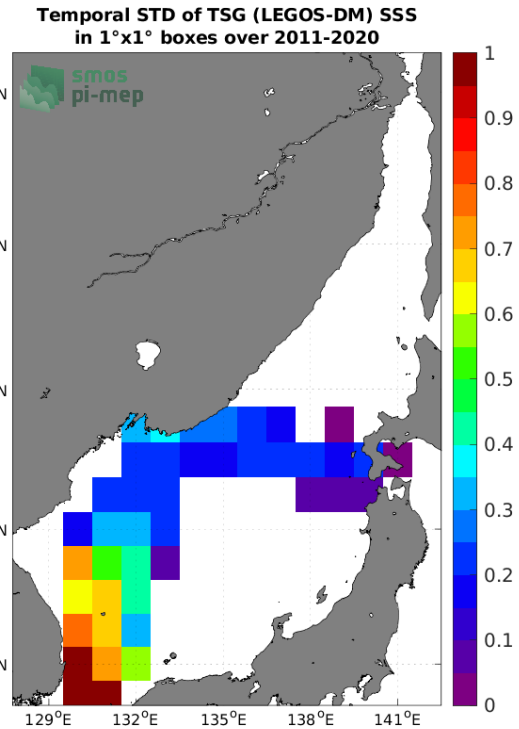 Temporal STD of TSG (LEGOS-DM) SSS
in 1°x1° boxes over 2011-2020
smos
pi-mep
N
N
N
N
N
1
0.9
0.8
0.7
0.6
0.5
0.4
0.3
0.2
0.1
0
129°E
132°E
135°E
138°E
141°E